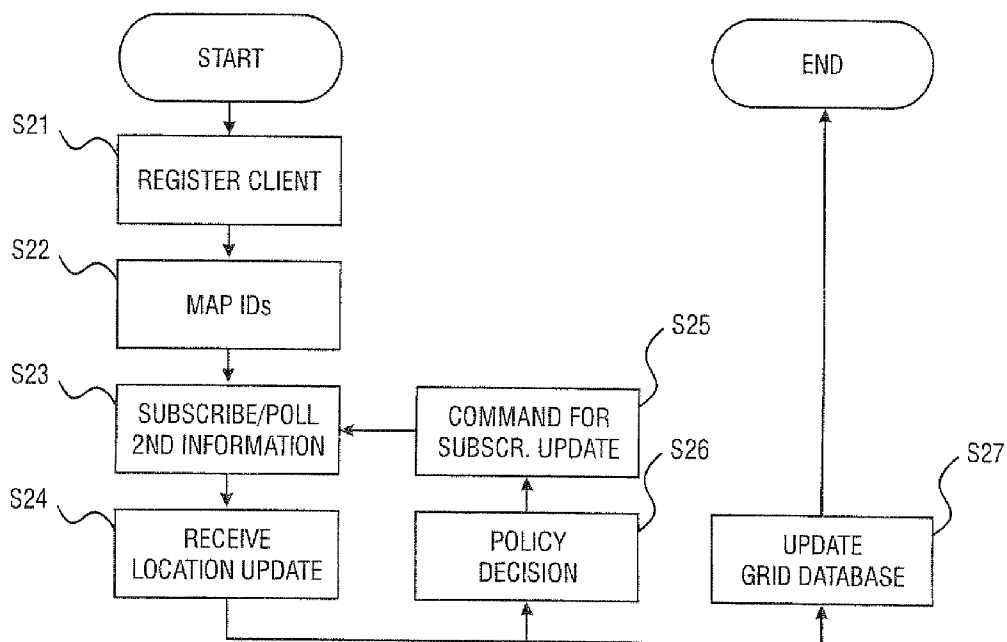 START
END
S21
REGISTER CLIENT
S22
MAP IDs
S25
S23
SUBSCRIBE/POLL
2ND INFORMATION
COMMAND FOR
SUBSCR. UPDATE
S26
S27
S24
RECEIVE
LOCATION UPDATE
POLICY
DECISION
UPDATE
GRID DATABASE